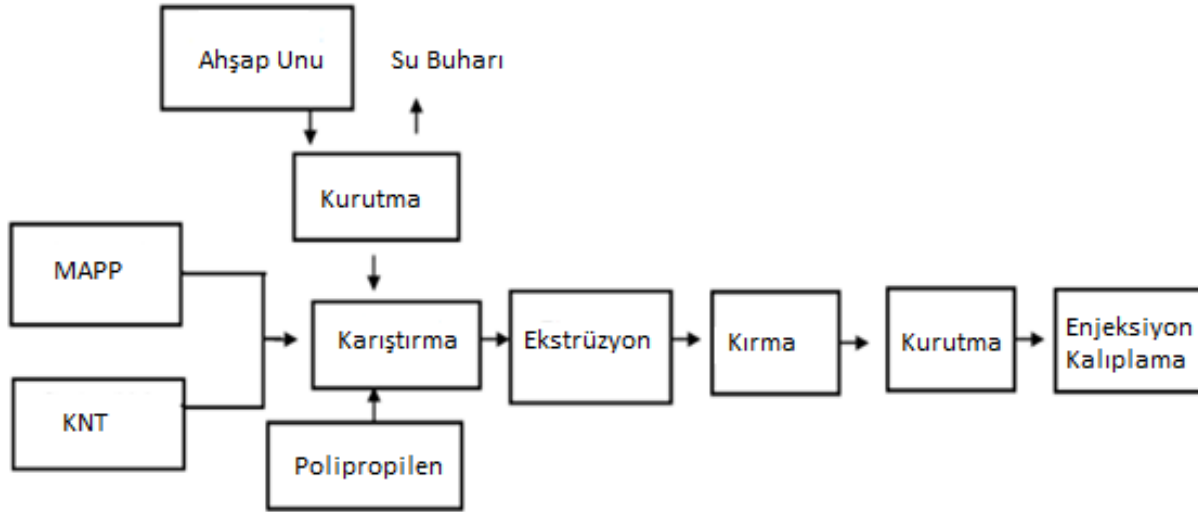 Ahşap Unu
Su Buharı
Kurutma
MAPP
Karıştırma
Ekstrüzyon
Kırma
Kurutma
Enjeksiyon
Kalıplama
KNT
Polipropilen